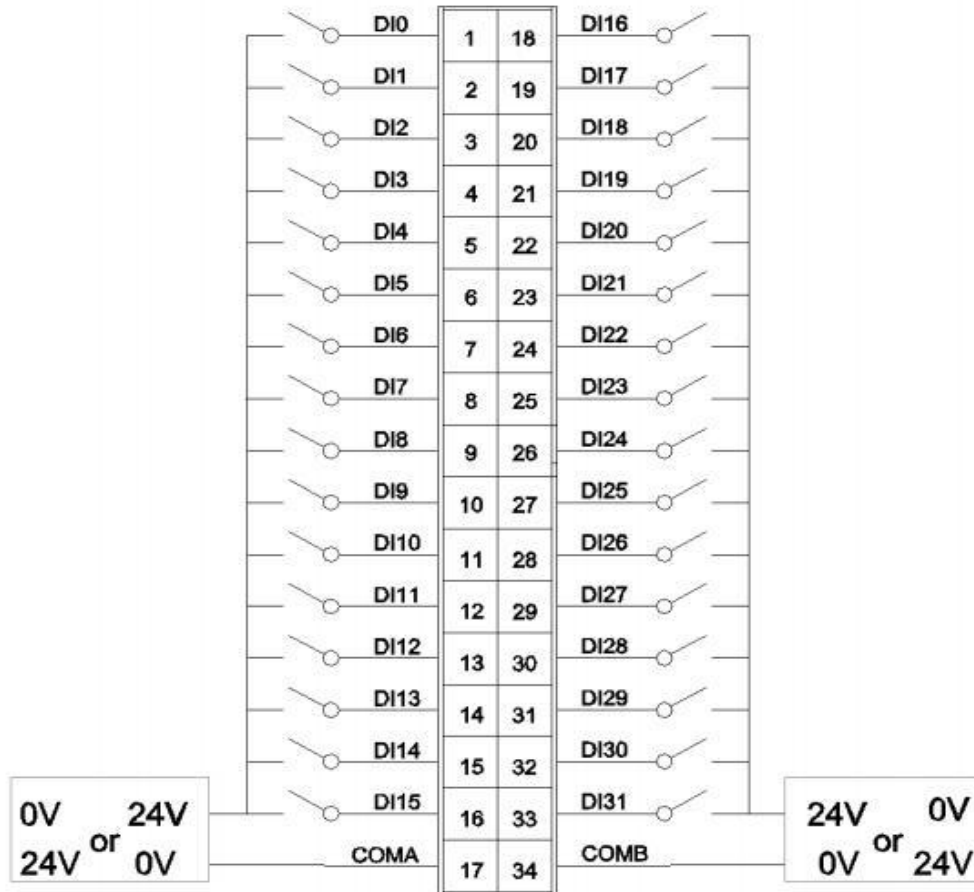 DI0 1 18 DI16
DI1 2 19 DI17
DI2 3 20 DI18
DI3 4 21 DI19
DI4 5 22 DI20
DI5 6 23 DI21
DI6 7 24 DI22
DI7 8 25 DI23
DI8 9 26 DI24
DI9 10 27 DI25
DI10 11 28 DI26
DI11 12 29 DI27
DI12 13 30 DI28
DI13 14 31 DI29
DI14 15 32 DI30
0V 24V DI15 16 33 DI31 24V 0V
or or
24V 0V COMA 17 34 COMB 0V 24V